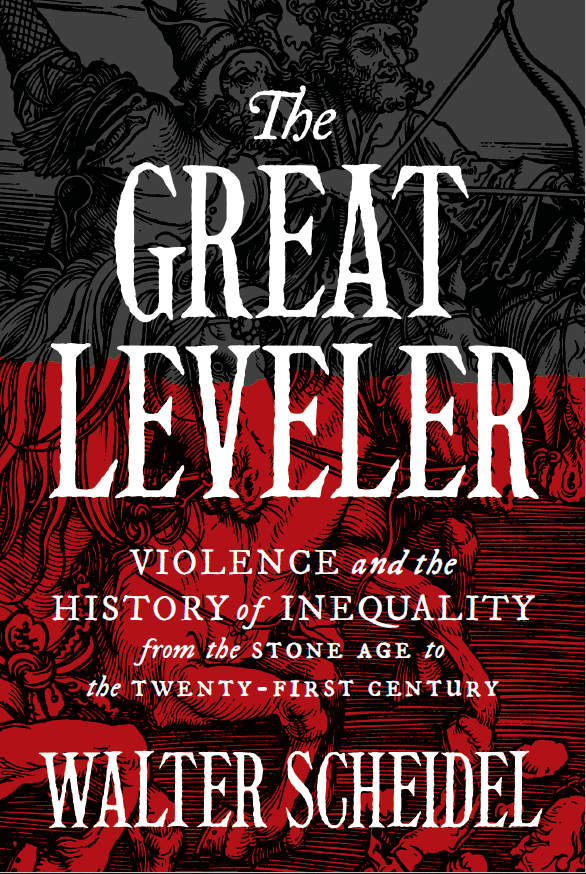 The
GREAT
LEVELER
VIOLENCE and the
HISTORY of INEQUALITY
from the STONE AGE to
the TWENTY-FIRST CENTURY
WALTER SCHEIDEL